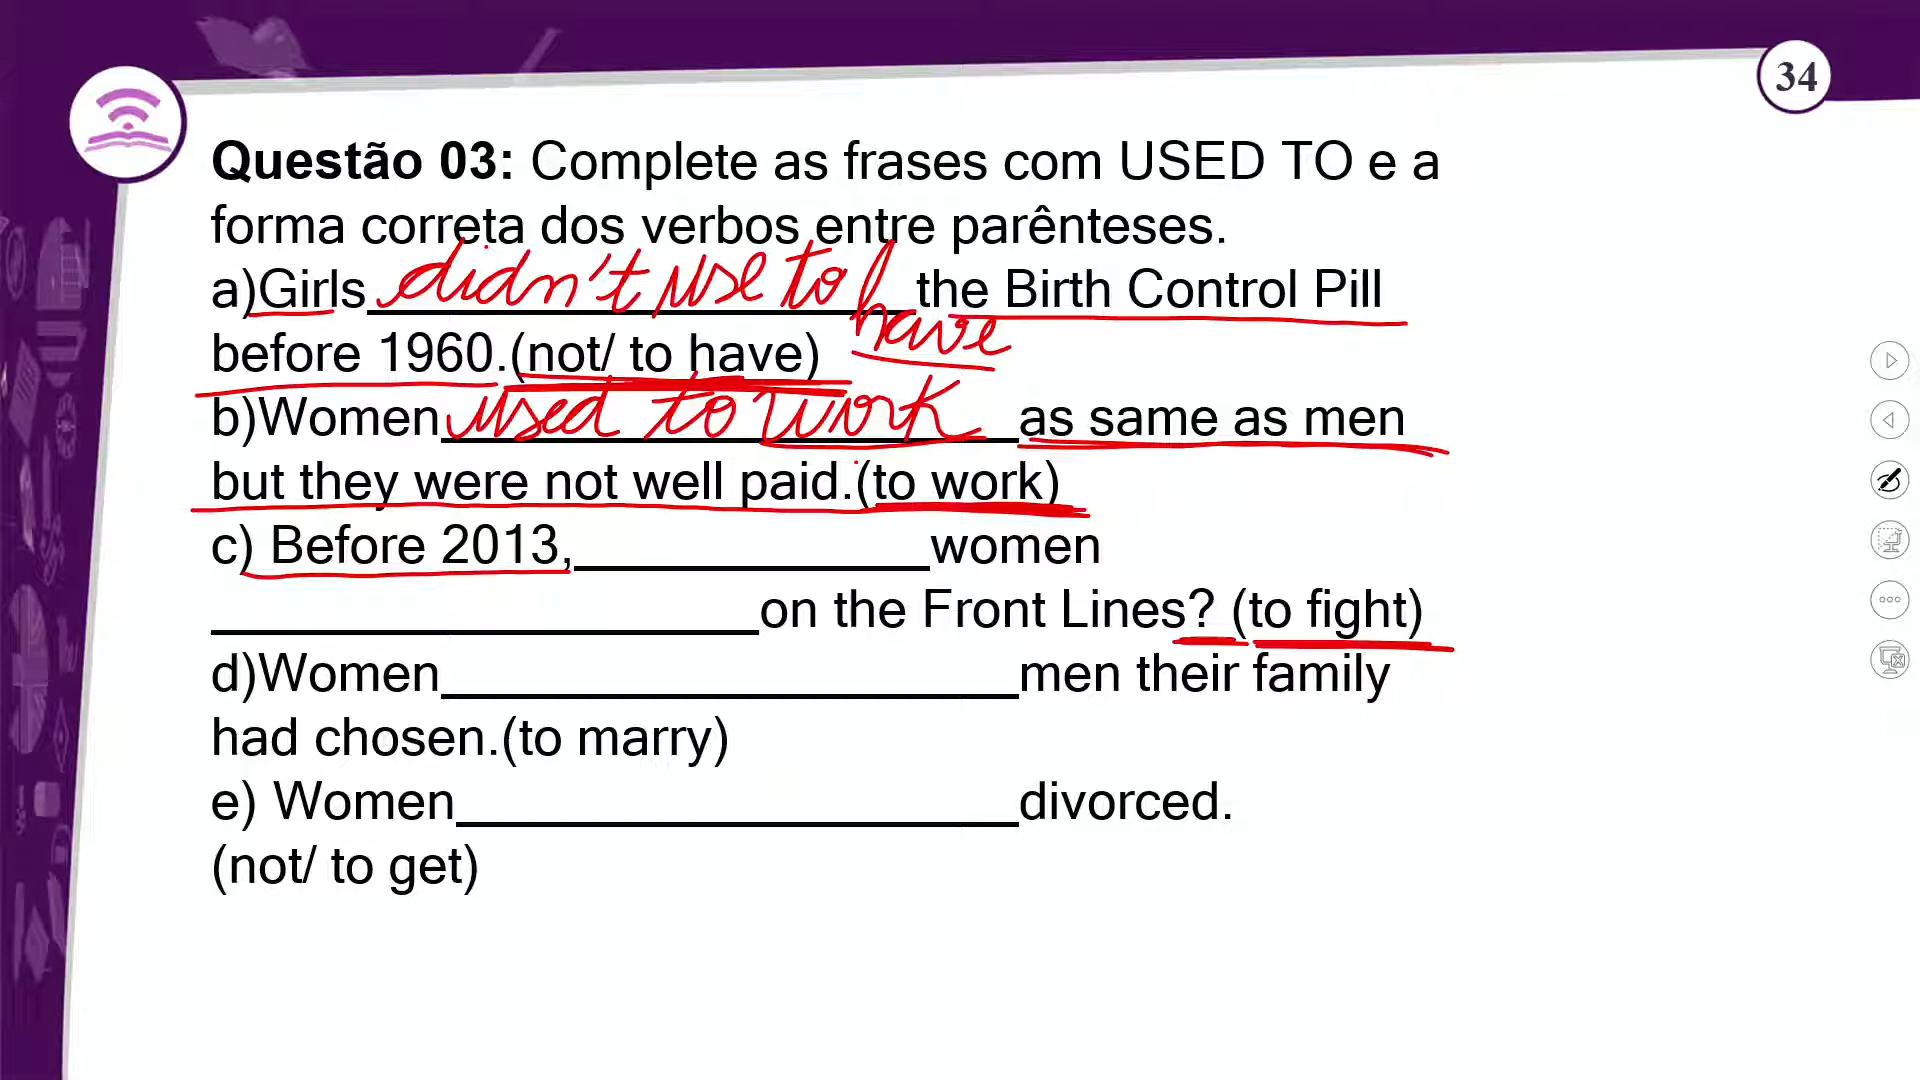 34
Questão 03: Complete as frases com USED TO e a
forma correta dos verbos entre parênteses.
a)Girls didn't use to have the Birth Control Pill
before 1960.(not/ to have)
b)Women used to work as same as men
but they were not well paid.(to work)
c) Before 2013,____________women
____________________on the Front Lines? (to fight)
d)Women____________________men their family
had chosen.(to marry)
e) Women____________________divorced.
(not/ to get)